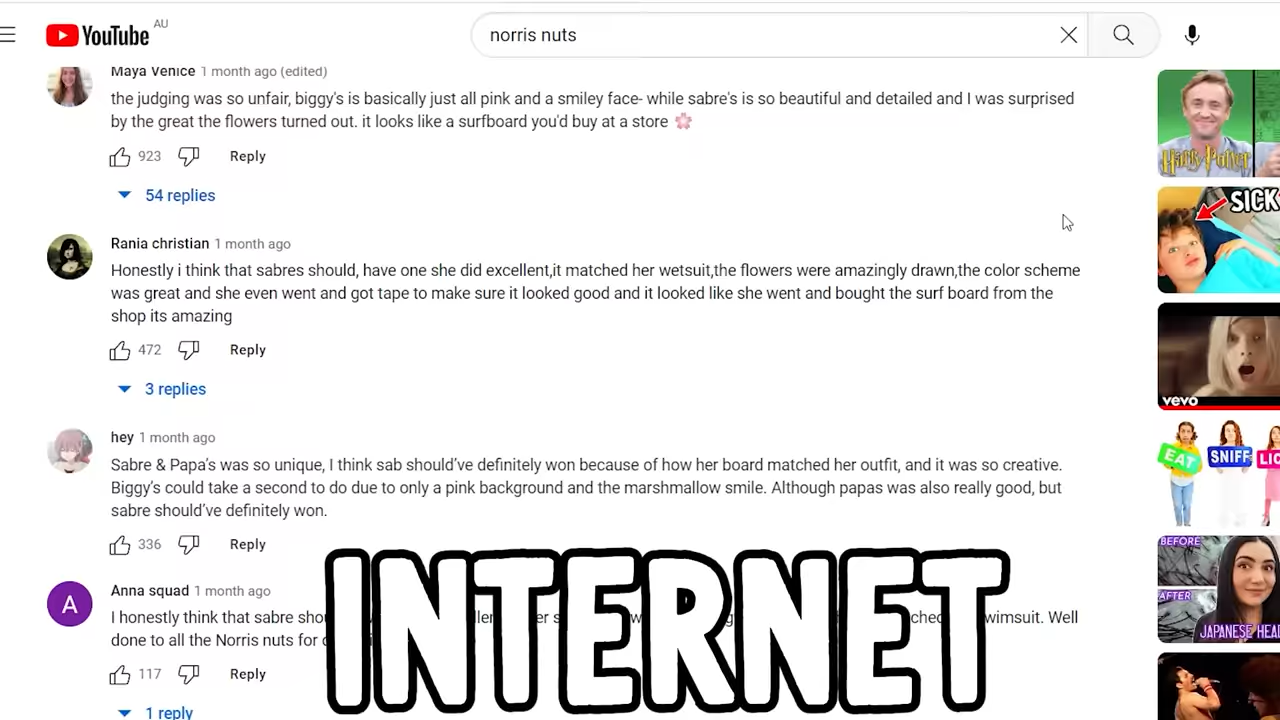 YouTube AU
norris nuts
Maya Venice 1 month ago (edited)
the judging was so unfair, biggy's is basically just all pink and a smiley face- while sabre's is so beautiful and detailed and I was surprised
by the great the flowers turned out. it looks like a surfboard you'd buy at a store 🌸
923 Reply
54 replies
Rania christian 1 month ago
Honestly i think that sabres should, have one she did excellent,it matched her wetsuit,the flowers were amazingly drawn,the color scheme
was great and she even went and got tape to make sure it looked good and it looked like she went and bought the surf board from the
shop its amazing
472 Reply
3 replies
hey 1 month ago
Sabre & Papa's was so unique, I think sab should've definitely won because of how her board matched her outfit, and it was so creative.
Biggy's could take a second to do due to only a pink background and the marshmallow smile. Although papas was also really good, but
sabre should've definitely won.
336 Reply
A
Anna squad 1 month ago
I honestly think that sabre Well
done to all the Norris nuts for
117 Reply
1 reply
INTERNET
Harry Potter
SICK
vevo
EAT
SNIFF
BEFORE
AFTER
JAPANESE